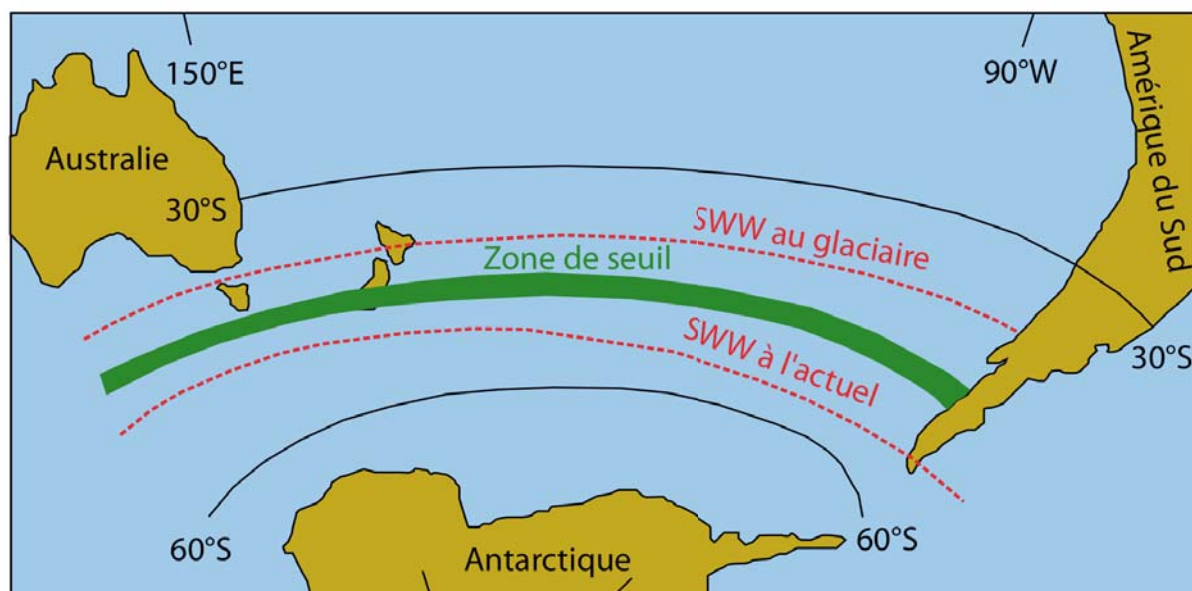 150°E
90°W
Amérique du Sud
Australie
30°S
SWW au glaciaire
Zone de seuil
SWW à l'actuel
30°S
60°S
Antarctique
60°S